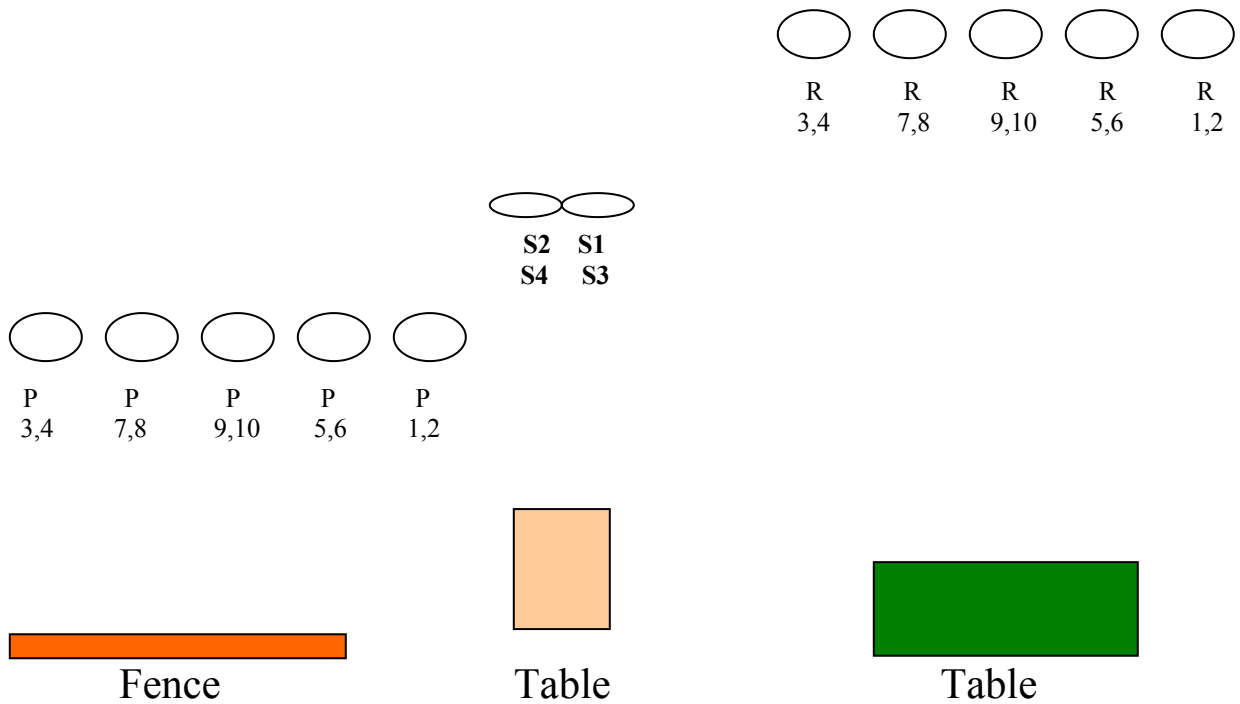 R R R R R
3,4 7,8 9,10 5,6 1,2
S2 S1
S4 S3
P P P P P
3,4 7,8 9,10 5,6 1,2
Fence Table Table